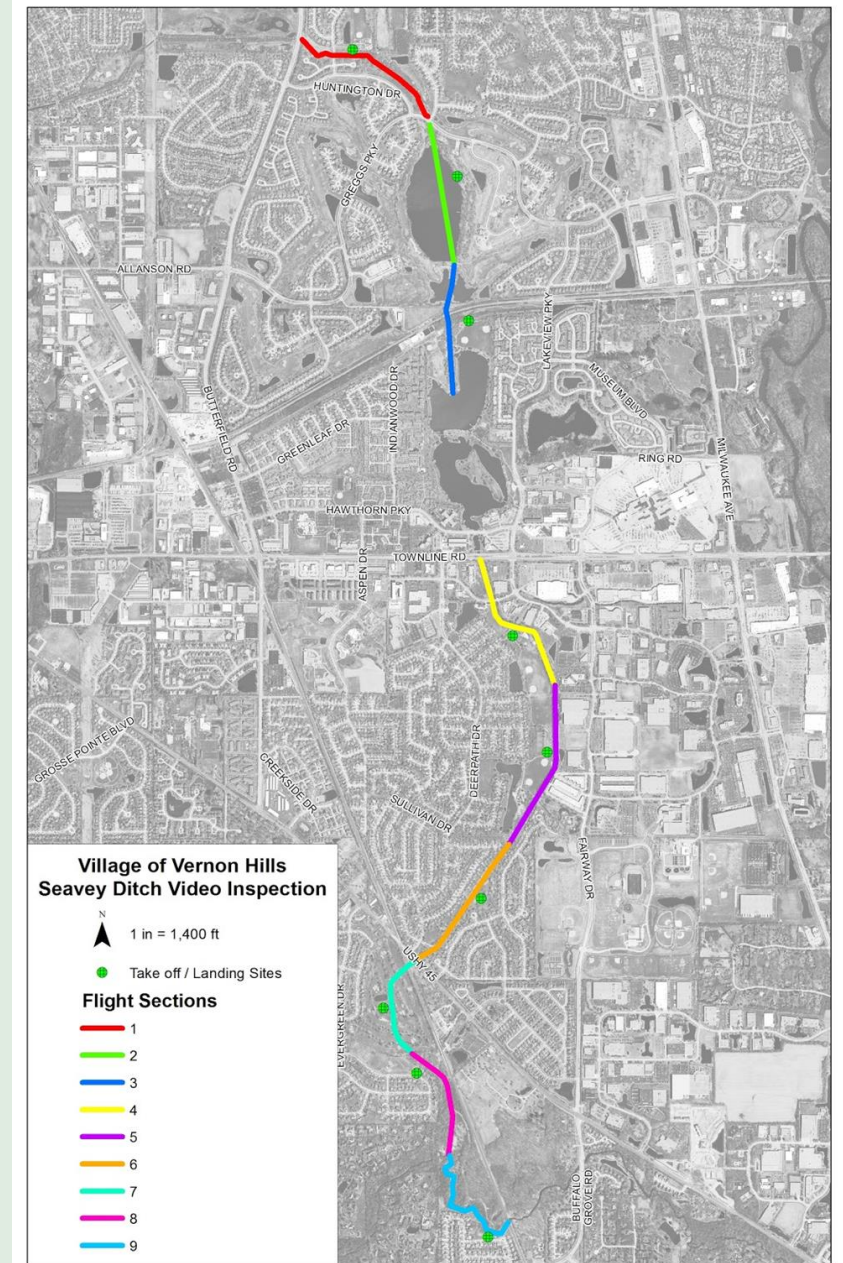 HUNTINGTON DR
GREGGS PKY
ALLANSON RD
LAKEVIEW PKY
MUSEUM BLVD
BUTTERFIELD RD
INDIANWOOD DR
GREENLEAF DR
MILWAUKEE AVE
RING RD
HAWTHORN PKY
TOWNLINE RD
ASPEN DR
GROSSE POINTE BLVD
DEERPATH DR
CREEKSIDE DR
SULLIVAN DR
FAIRWAY DR
USHY 45
EVERGREEN DR
BUFFALO
GROVE RD
Village of Vernon Hills
Seavey Ditch Video Inspection
N
1 in = 1,400 ft
Take off / Landing Sites
Flight Sections
1
2
3
4
5
6
7
8
9